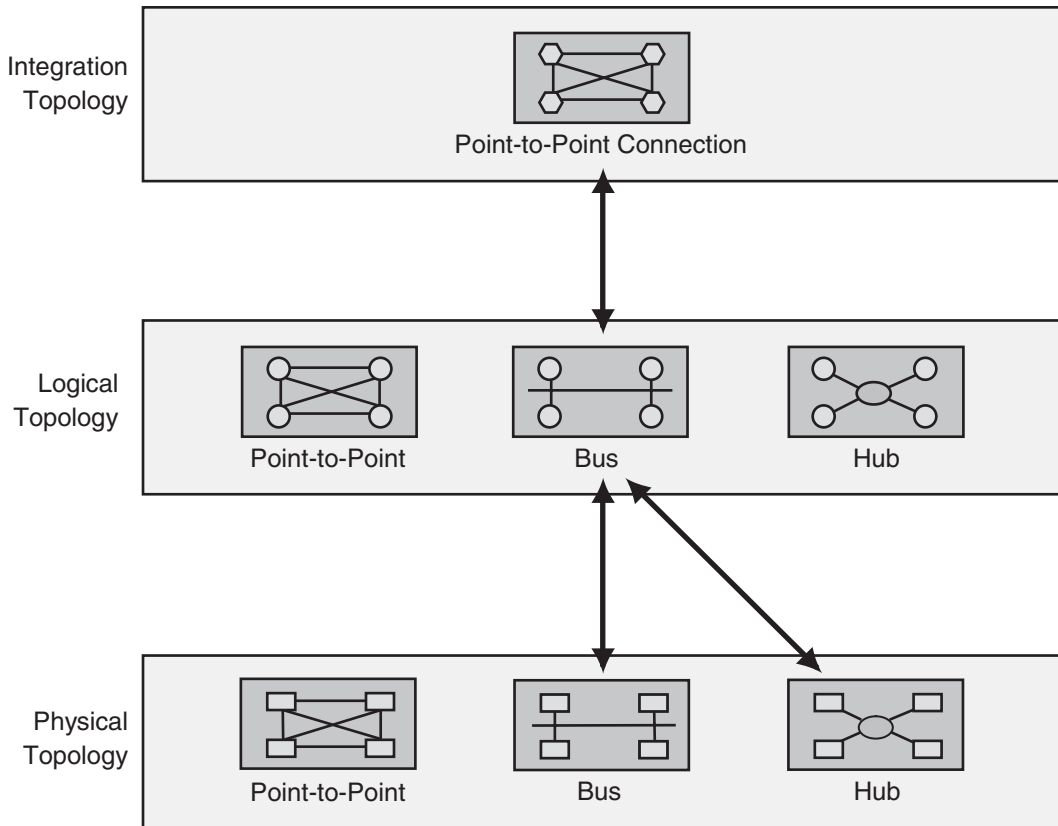 Integration
Topology
Point-to-Point Connection
Logical
Topology
Point-to-Point
Bus
Hub
Physical
Topology
Point-to-Point
Bus
Hub